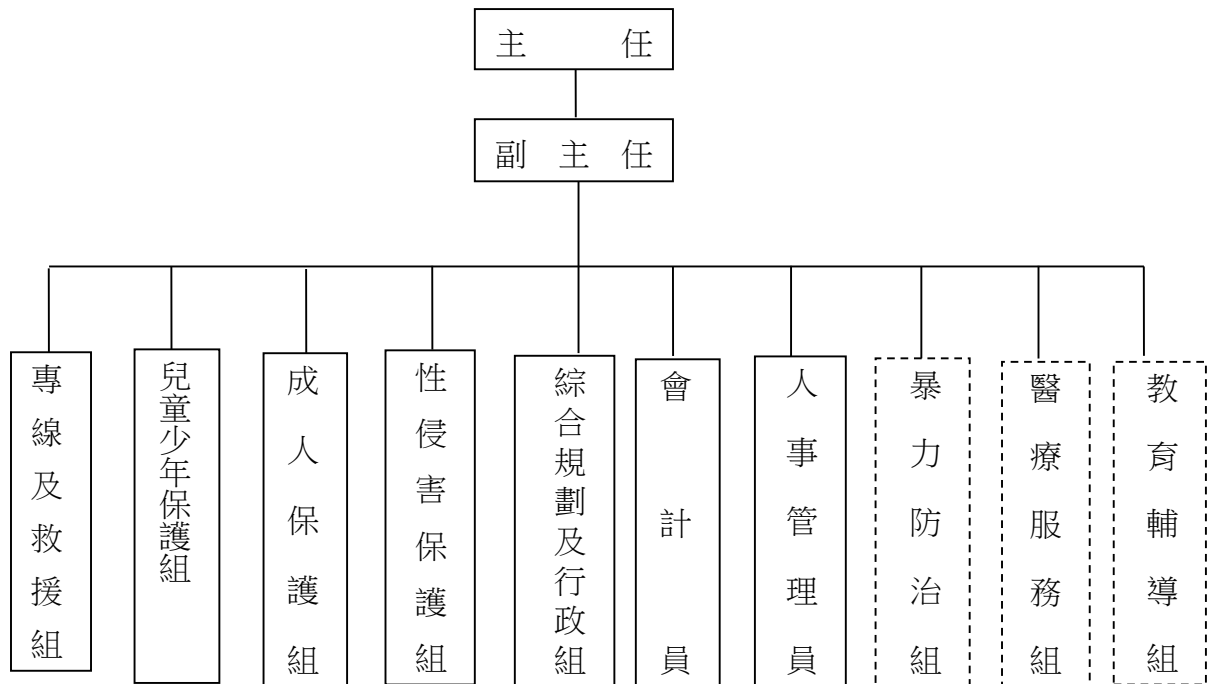 主任
副主任
專線及救援組
兒童少年保護組
成人保護組
性侵害保護組
綜合規劃及行政組
會計員
人事管理員
暴力防治組
醫療服務組
教育輔導組